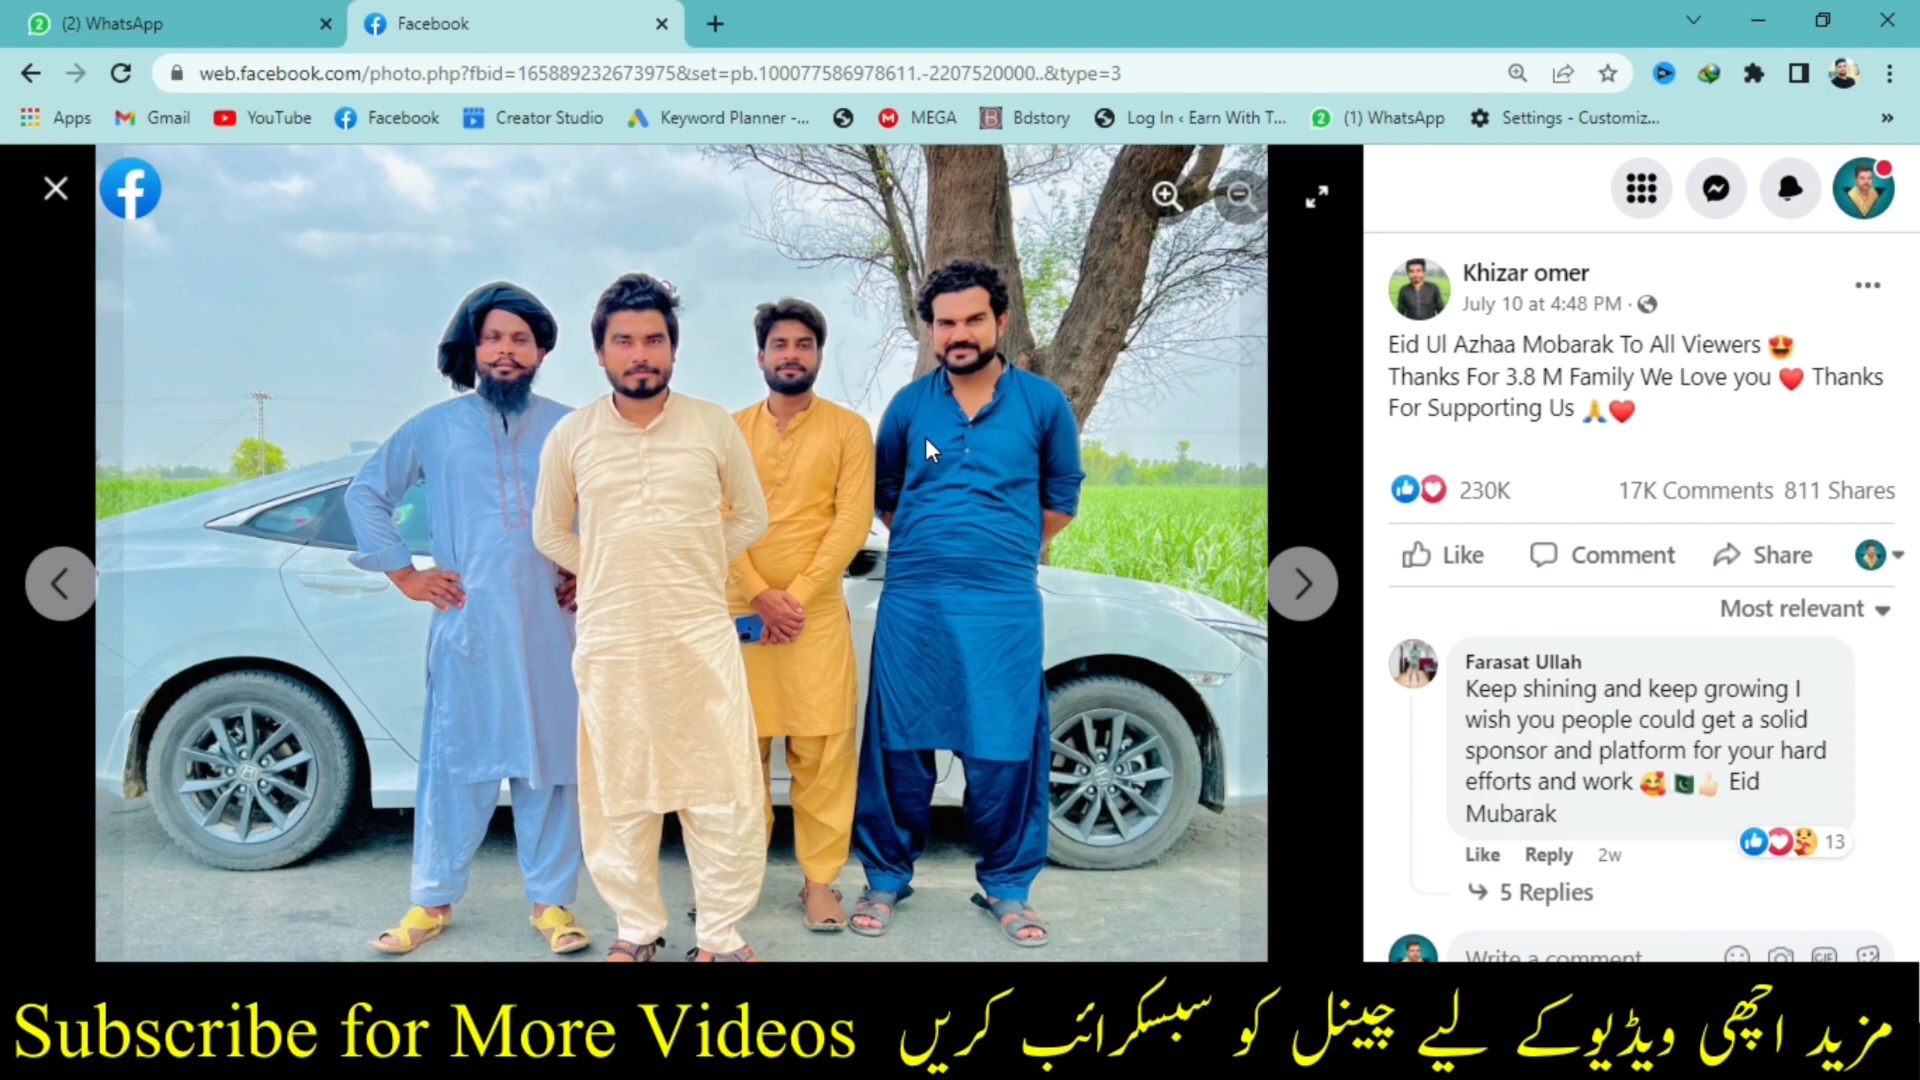 (2) WhatsApp
Facebook
web.facebook.com/photo.php?fbid=165889232673975&set=pb.100077586978611.-2207520000..&type=3
Apps
Gmail
YouTube
Facebook
Creator Studio
Keyword Planner -...
MEGA
Bdstory
Log In ‹ Earn With T...
(1) WhatsApp
Settings - Customiz...
»
Khizar omer
July 10 at 4:48 PM ·
Eid Ul Azhaa Mobarak To All Viewers 😍
Thanks For 3.8 M Family We Love you ❤️ Thanks
For Supporting Us 🙏❤️
230K
17K Comments 811 Shares
Like
Comment
Share
Most relevant
Farasat Ullah
Keep shining and keep growing I
wish you people could get a solid
sponsor and platform for your hard
efforts and work 🥰 🇵🇰 👍🏻 Eid
Mubarak
13
Like Reply 2w
5 Replies
Write a comment
GIF
Subscribe for More Videos مزید اچھی ویڈیوکے لیے چینل کو سبسکرائب کریں